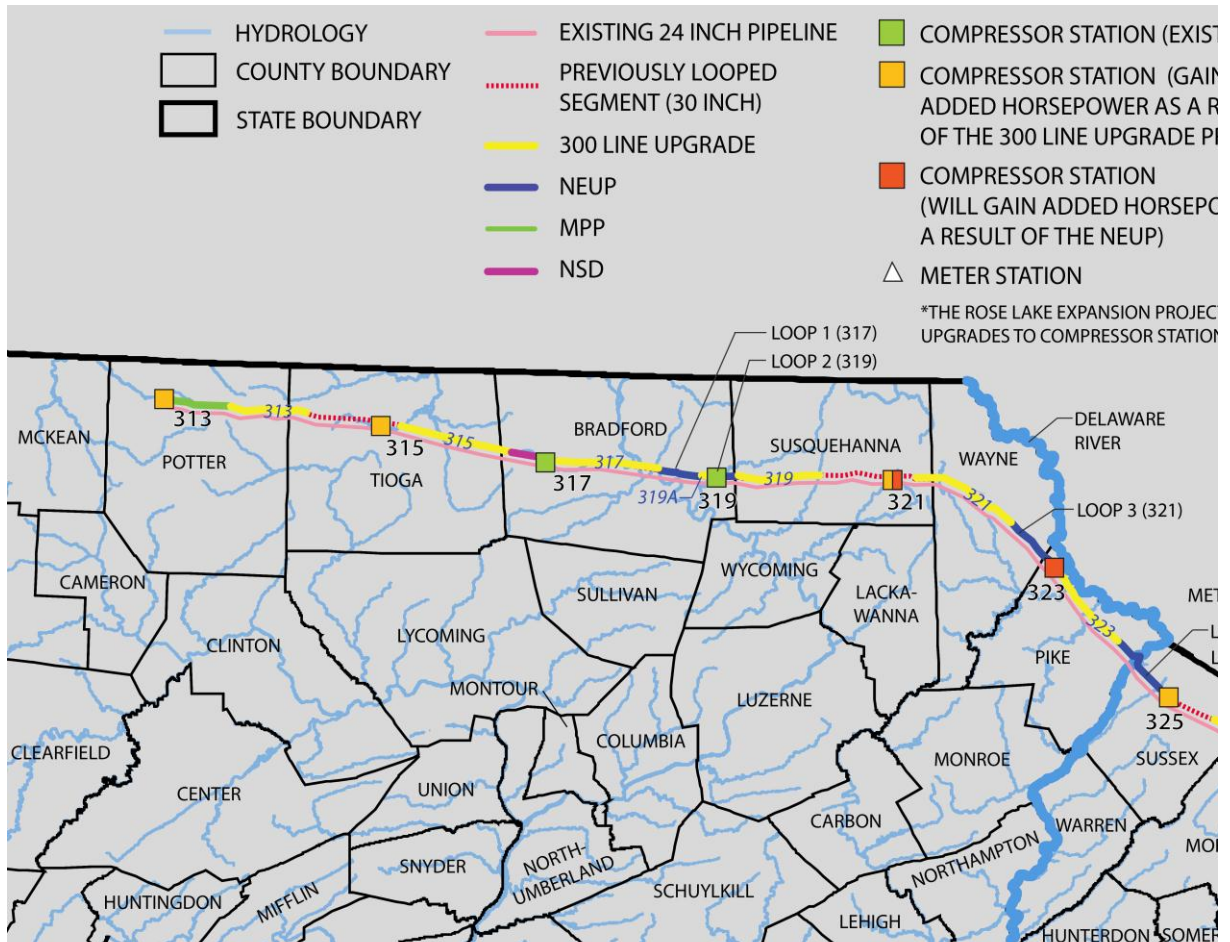 HYDROLOGY
COUNTY BOUNDARY
STATE BOUNDARY
EXISTING 24 INCH PIPELINE
PREVIOUSLY LOOPED
SEGMENT (30 INCH)
300 LINE UPGRADE
NEUP
MPP
NSD
COMPRESSOR STATION (EXIST
COMPRESSOR STATION (GAIN
ADDED HORSEPOWER AS A R
OF THE 300 LINE UPGRADE P
COMPRESSOR STATION
(WILL GAIN ADDED HORSEPO
A RESULT OF THE NEUP)
METER STATION
*THE ROSE LAKE EXPANSION PROJECT
UPGRADES TO COMPRESSOR STATION
LOOP 1 (317)
LOOP 2 (319)
313
313
315
315
317
317
319A
319
319
321
321
LOOP 3 (321)
323
323
325
DELAWARE
RIVER
MCKEAN
POTTER
TIOGA
BRADFORD
SUSQUEHANNA
WAYNE
CAMERON
CLINTON
LYCOMING
SULLIVAN
WYCOMING
LACKA-
WANNA
PIKE
MET
L
L
MONTOUR
COLUMBIA
LUZERNE
MONROE
SUSSEX
CLEARFIELD
CENTER
UNION
CARBON
WARREN
SNYDER
NORTH-
UMBERLAND
SCHUYLKILL
NORTHAMPTON
MO
HUNTINGDON
MIFFLIN
LEHIGH
HUNTERDON
SOMER